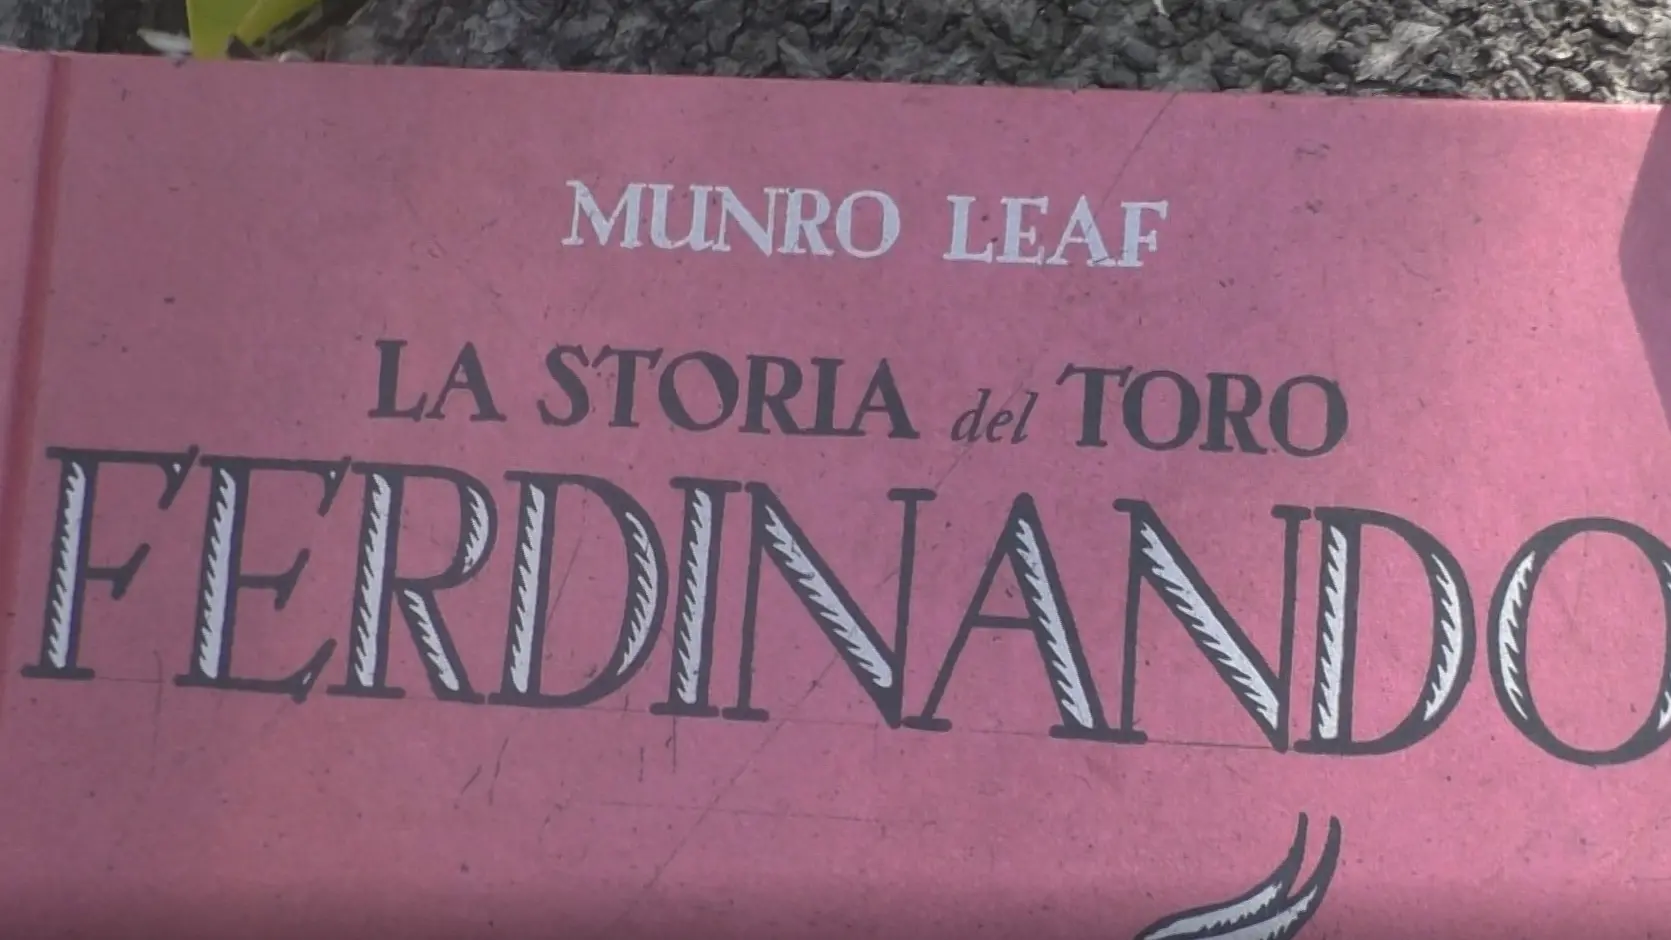 MUNRO LEAF
LA STORIA del TORO
FERDINANDO